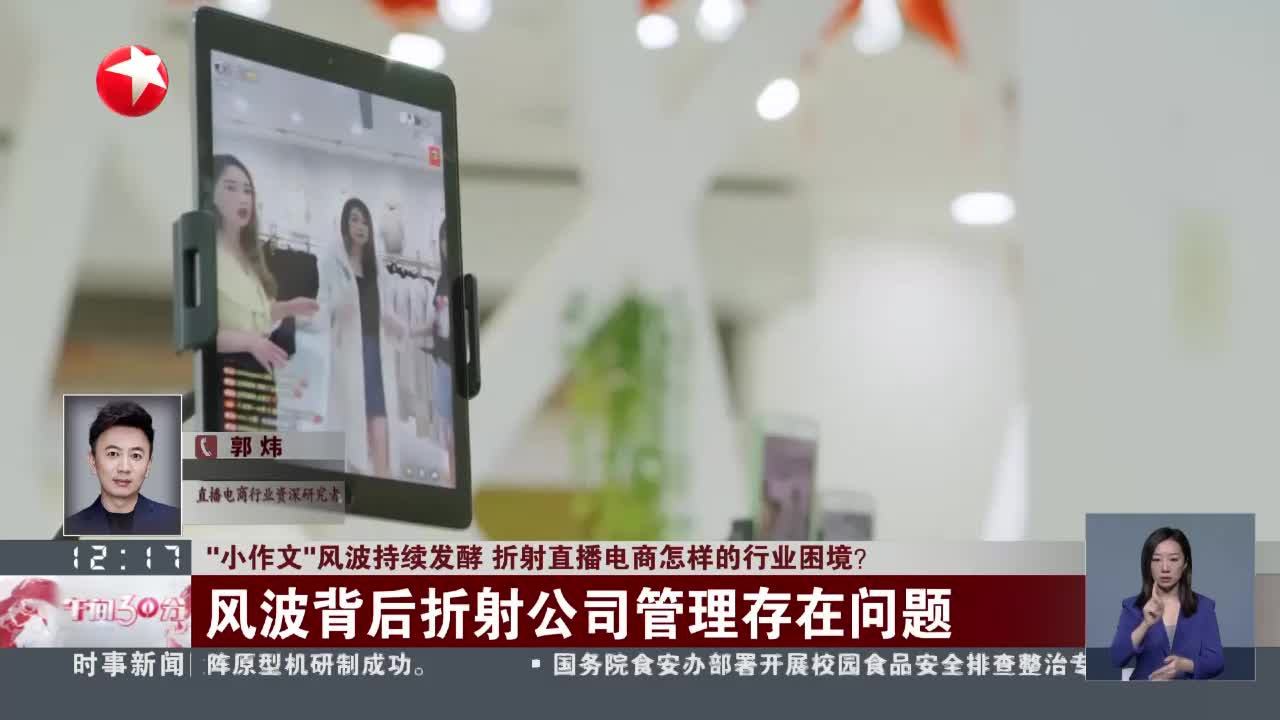 郭炜
直播电商行业资深研究者
12:17
"小作文"风波持续发酵 折射直播电商怎样的行业困境?
午间30分
风波背后折射公司管理存在问题
时事新闻
阵原型机研制成功。
▪ 国务院食安办部署开展校园食品安全排查整治专